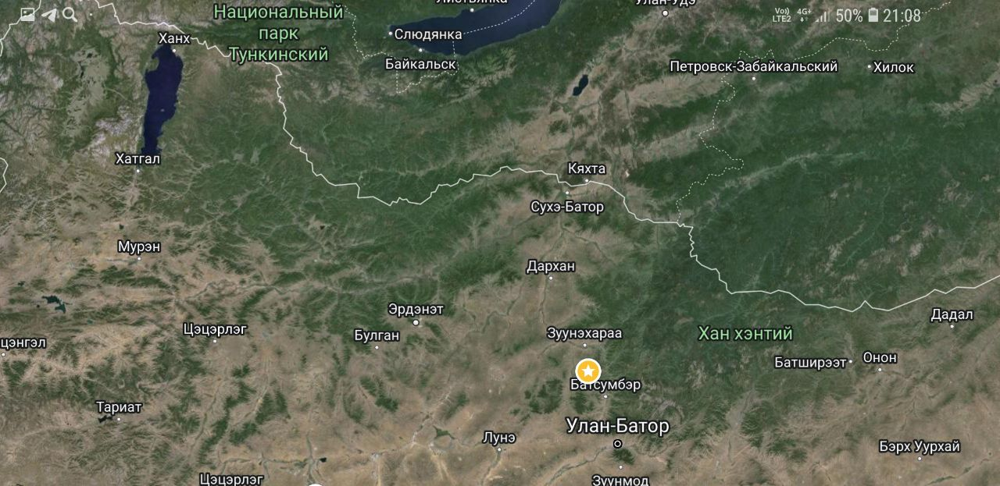 Листвянка
Улан-Удэ
Vo))
LTE2
4G+
50%
21:08
Национальный
парк
Тункинский
Слюдянка
Ханх
Байкальск
Петровск-Забайкальский
Хилок
Хатгал
Кяхта
Сухэ-Батор
Мурэн
Дархан
Эрдэнэт
Дадал
Цэцэрлэг
Булган
Зуунэхараа
Хан хэнтий
цэнгэл
Батширээт
Онон
Батсумбэр
Тариат
Улан-Батор
Лунэ
Бэрх Уурхай
Цэцэрлэг
Зуунмод